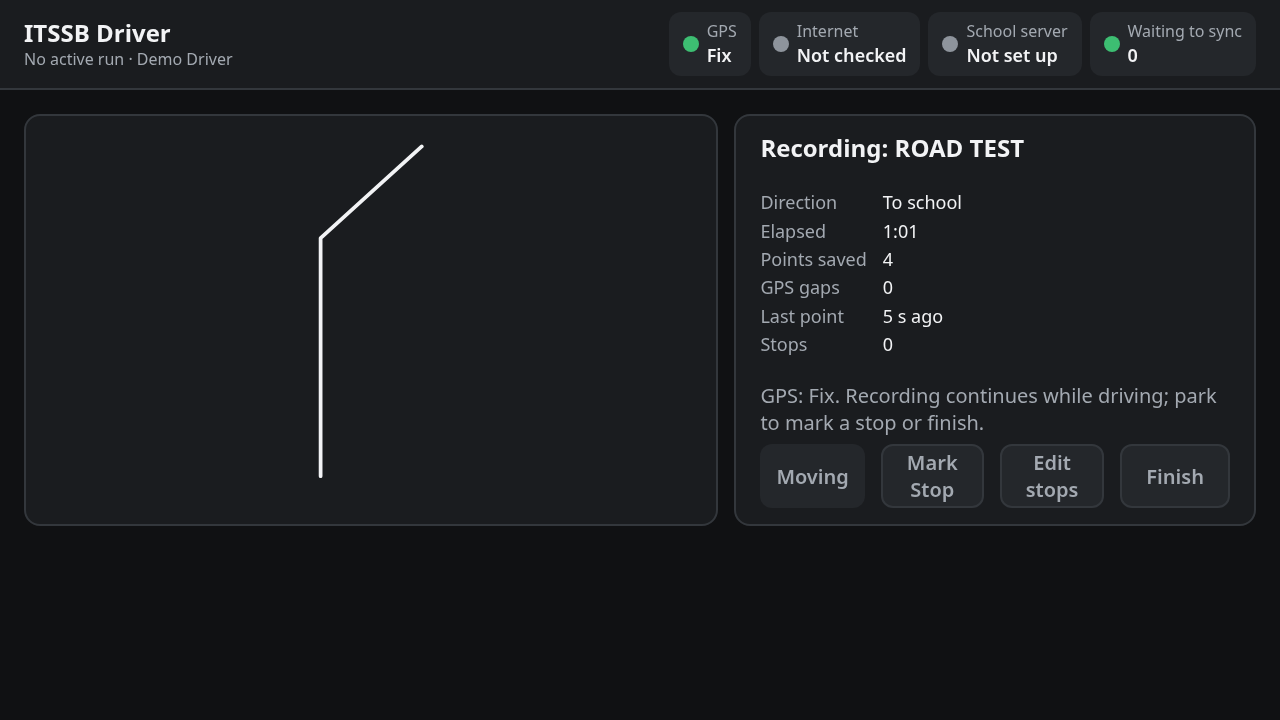 ITSSB Driver
No active run · Demo Driver
GPS
Fix
Internet
Not checked
School server
Not set up
Waiting to sync
0
Recording: ROAD TEST
Direction To school
Elapsed 1:01
Points saved 4
GPS gaps 0
Last point 5 s ago
Stops 0
GPS: Fix. Recording continues while driving; park
to mark a stop or finish.
Moving
Mark
Stop
Edit
stops
Finish